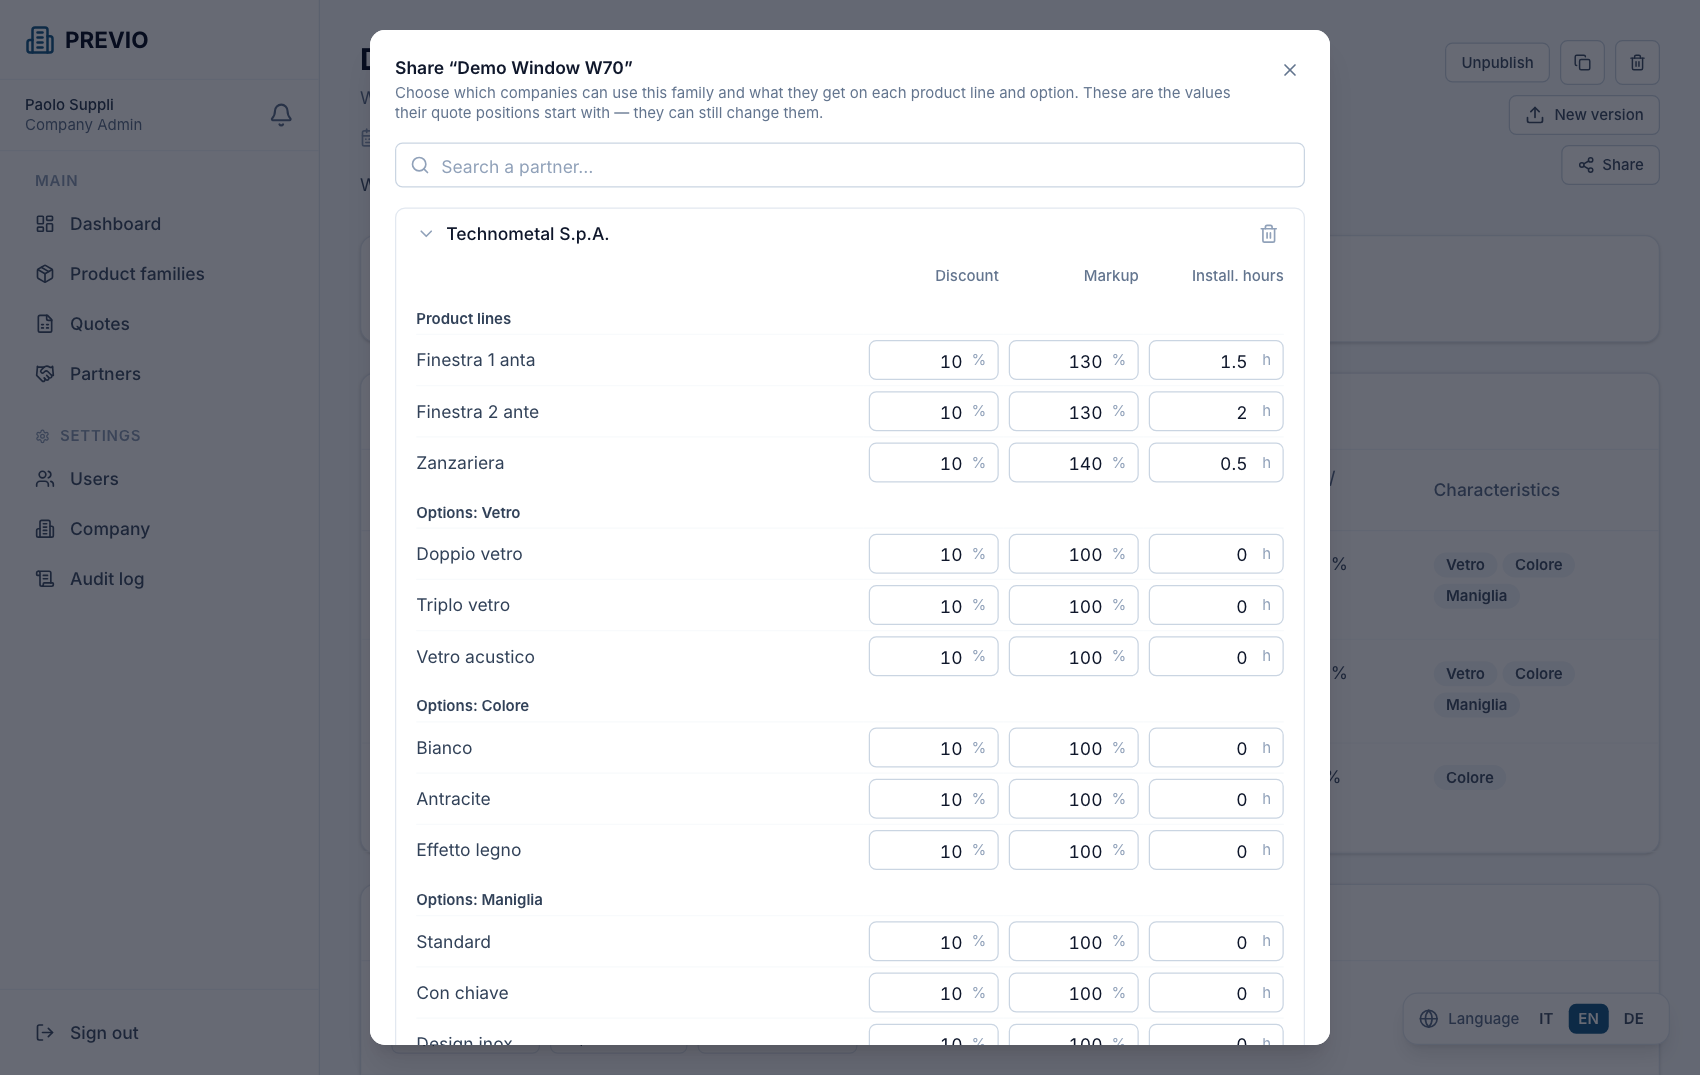 PREVIO
Paolo Suppli
Company Admin
MAIN
Dashboard
Product families
Quotes
Partners
SETTINGS
Users
Company
Audit log
Sign out
Share “Demo Window W70”
Choose which companies can use this family and what they get on each product line and option. These are the values
their quote positions start with — they can still change them.
Search a partner...
Technometal S.p.A.
Discount Markup Install. hours
Product lines
Finestra 1 anta 10 % 130 % 1.5 h
Finestra 2 ante 10 % 130 % 2 h
Zanzariera 10 % 140 % 0.5 h
Options: Vetro
Doppio vetro 10 % 100 % 0 h
Triplo vetro 10 % 100 % 0 h
Vetro acustico 10 % 100 % 0 h
Options: Colore
Bianco 10 % 100 % 0 h
Antracite 10 % 100 % 0 h
Effetto legno 10 % 100 % 0 h
Options: Maniglia
Standard 10 % 100 % 0 h
Con chiave 10 % 100 % 0 h
Design inox 10 % 100 % 0 h
Unpublish
New version
Share
/ Characteristics
% Vetro Colore
Maniglia
% Vetro Colore
Maniglia
% Colore
Language IT EN DE